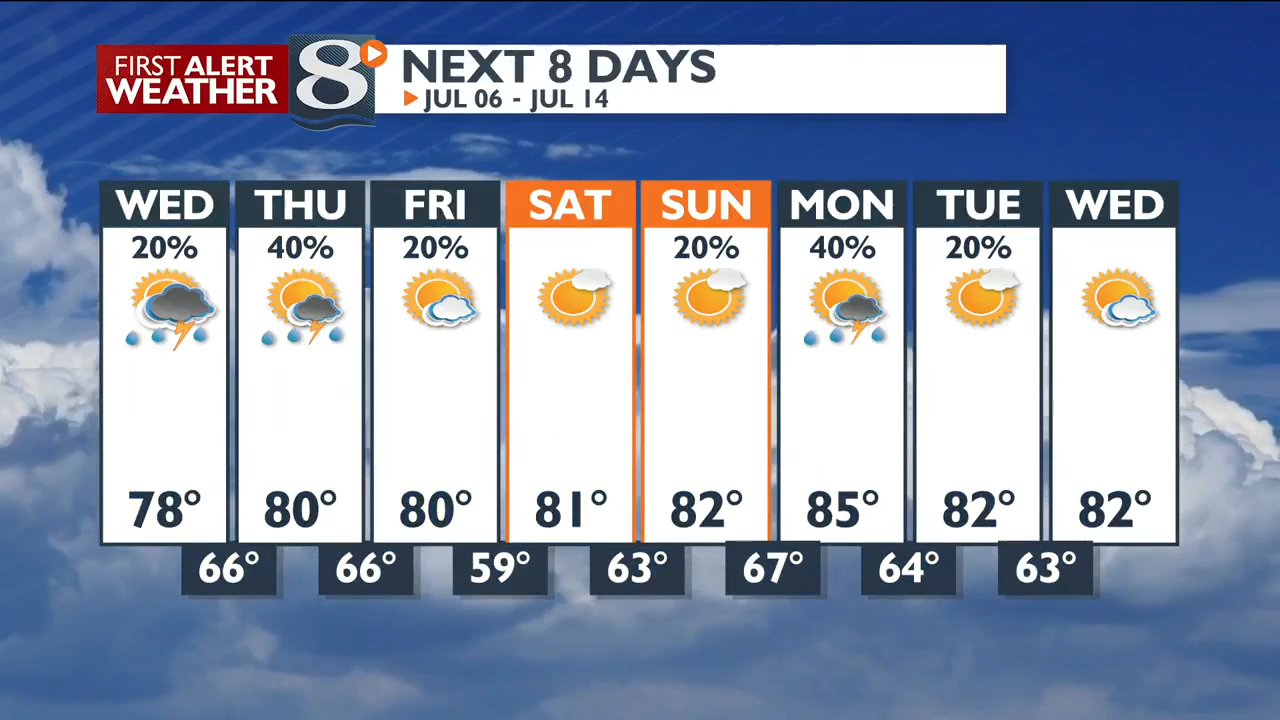 FIRST ALERT
WEATHER
8
NEXT 8 DAYS
JUL 06 - JUL 14
WED THU FRI SAT SUN MON TUE WED
20% 40% 20% 20% 40% 20%
78° 80° 80° 81° 82° 85° 82° 82°
66° 66° 59° 63° 67° 64° 63°